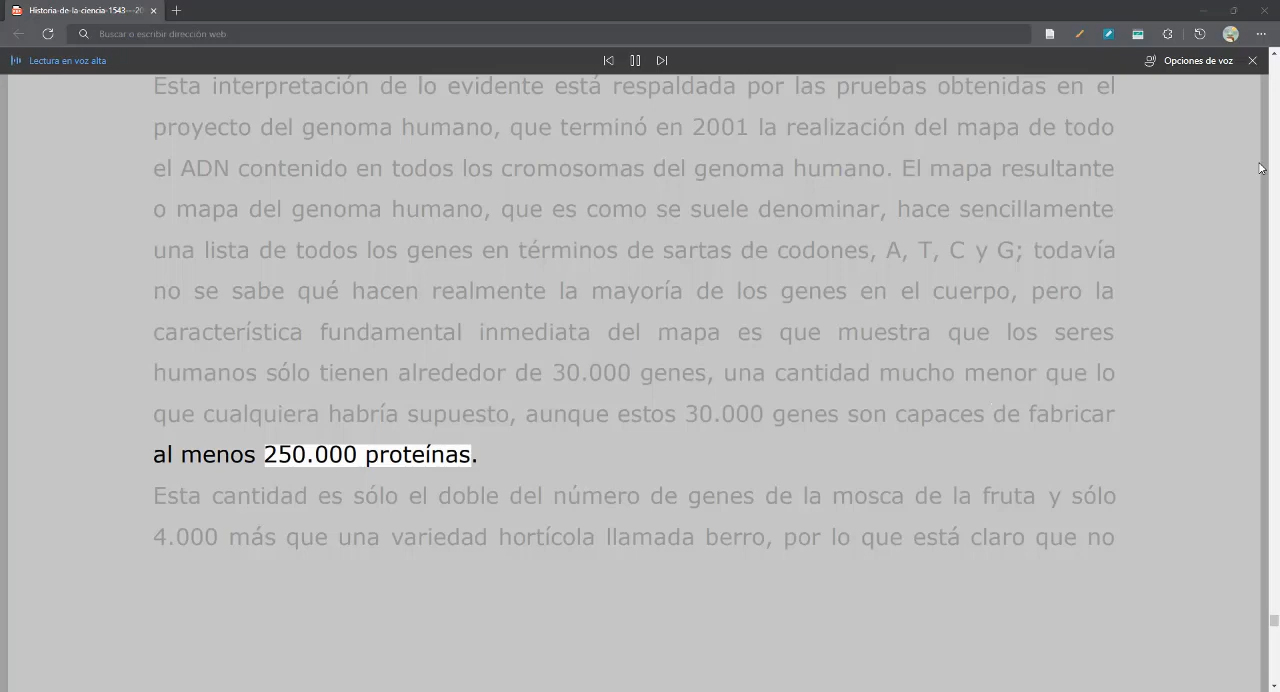 Historia-de-la-ciencia-1543---20
Buscar o escribir dirección web
Lectura en voz alta
Opciones de voz
Esta interpretación de lo evidente está respaldada por las pruebas obtenidas en el
proyecto del genoma humano, que terminó en 2001 la realización del mapa de todo
el ADN contenido en todos los cromosomas del genoma humano. El mapa resultante
o mapa del genoma humano, que es como se suele denominar, hace sencillamente
una lista de todos los genes en términos de sartas de codones, A, T, C y G; todavía
no se sabe qué hacen realmente la mayoría de los genes en el cuerpo, pero la
característica fundamental inmediata del mapa es que muestra que los seres
humanos sólo tienen alrededor de 30.000 genes, una cantidad mucho menor que lo
que cualquiera habría supuesto, aunque estos 30.000 genes son capaces de fabricar
al menos 250.000 proteínas.
Esta cantidad es sólo el doble del número de genes de la mosca de la fruta y sólo
4.000 más que una variedad hortícola llamada berro, por lo que está claro que no